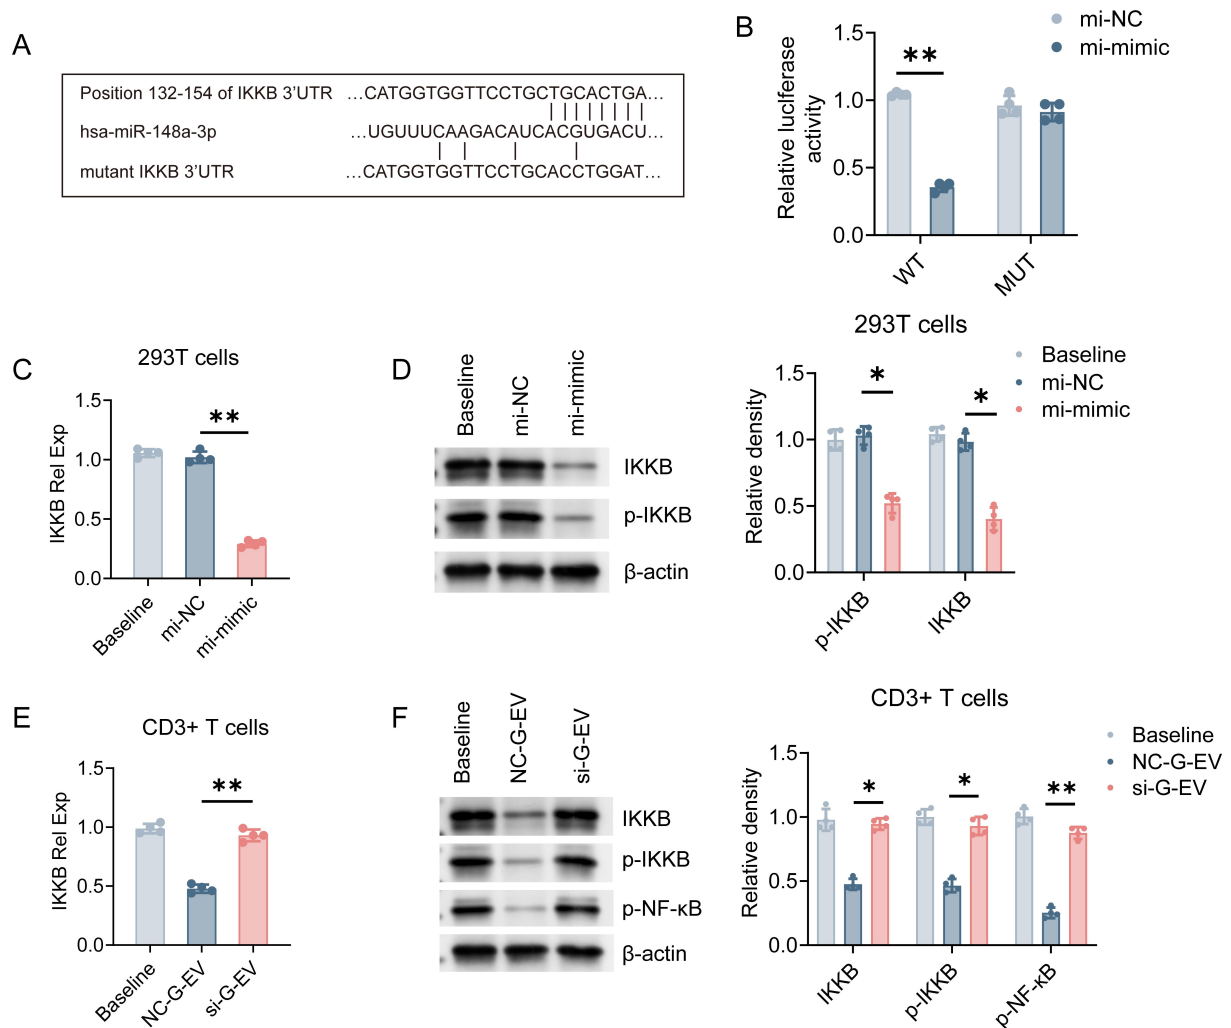 A
Position 132-154 of IKKB 3'UTR ...CATGGTGGTTCCTGCTGCACTGA...
hsa-miR-148a-3p ...UGUUUCAAGACAUCACGUGACU...
mutant IKKB 3'UTR ...CATGGTGGTTCCTGCACCTGGAT...
B
mi-NC
mi-mimic
**
Relative luclferase
activity
1.5
1.0
0.5
0.0
WT
MUT
C
293T cells
**
IKKB Rel Exp
1.5
1.0
0.5
0.0
Baseline
mi-NC
mi-mimic
D
Baseline
mi-NC
mi-mimic
IKKB
p-IKKB
β-actin
293T cells
Baseline
mi-NC
mi-mimic
*
*
Relative density
1.5
1.0
0.5
0.0
p-IKKB
IKKB
E
CD3+ T cells
**
IKKB Rel Exp
1.5
1.0
0.5
0.0
Baseline
NC-G-EV
si-G-EV
F
Baseline
NC-G-EV
si-G-EV
IKKB
p-IKKB
p-NF-κB
β-actin
CD3+ T cells
Baseline
NC-G-EV
si-G-EV
*
*
**
Relative density
1.5
1.0
0.5
0.0
IKKB
p-IKKB
p-NF-κB